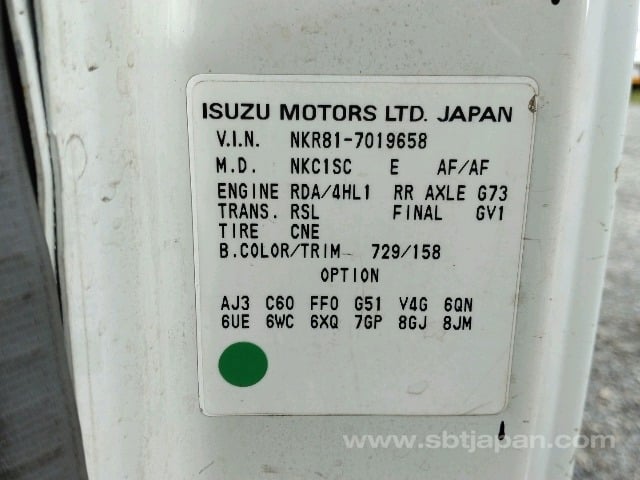 ISUZU MOTORS LTD. JAPAN
V.I.N. NKR81-7019658
M.D. NKC1SC E AF/AF
ENGINE RDA/4HL1 RR AXLE G73
TRANS. RSL FINAL GV1
TIRE CNE
B.COLOR/TRIM 729/158
OPTION
AJ3 C60 FF0 G51 V4G 6QN
6UE 6WC 6XQ 7GP 8GJ 8JM
www.sbtjapan.com